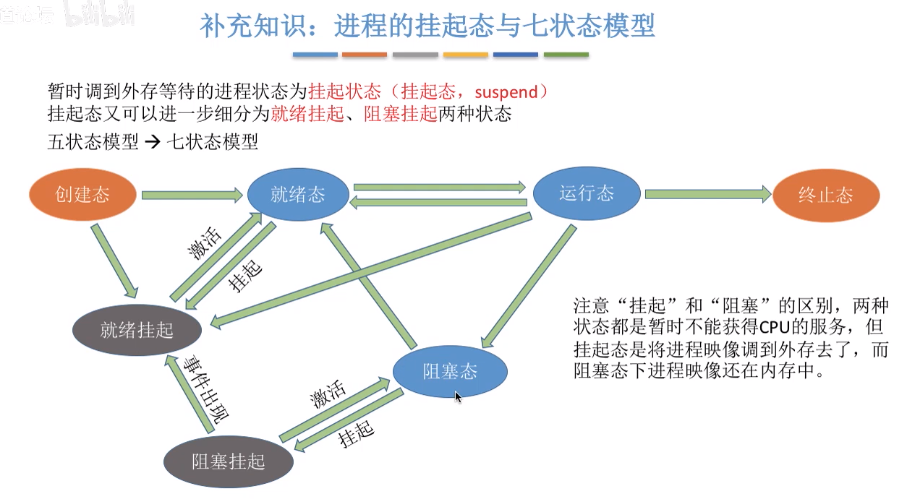 补充知识：进程的挂起态与七状态模型
暂时调到外存等待的进程状态为挂起状态（挂起态，suspend）
挂起态又可以进一步细分为就绪挂起、阻塞挂起两种状态
五状态模型→七状态模型
创建态
就绪态
运行态
终止态
激活
挂起
就绪挂起
注意“挂起”和“阻塞”的区别，两种
状态都是暂时不能获得CPU的服务，但
挂起态是将进程映像调到外存去了，而
阻塞态下进程映像还在内存中。
阻塞态
事件出现
激活
挂起
阻塞挂起